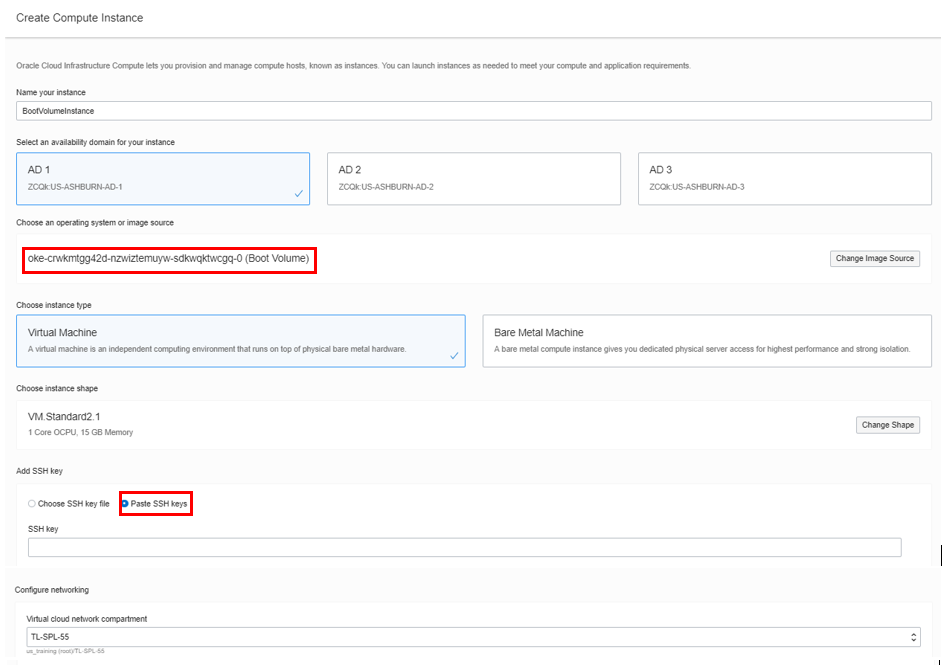 Create Compute Instance
Oracle Cloud Infrastructure Compute lets you provision and manage compute hosts, known as instances. You can launch instances as needed to meet your compute and application requirements.
Name your instance
BootVolumeInstance
Select an availability domain for your instance
AD 1
ZCQk:US-ASHBURN-AD-1
AD 2
ZCQk:US-ASHBURN-AD-2
AD 3
ZCQk:US-ASHBURN-AD-3
Choose an operating system or image source
oke-crwkmtgg42d-nzwiztemuyw-sdkwqktwcgq-0 (Boot Volume)
Change Image Source
Choose instance type
Virtual Machine
A virtual machine is an independent computing environment that runs on top of physical bare metal hardware.
Bare Metal Machine
A bare metal compute instance gives you dedicated physical server access for highest performance and strong isolation.
Choose instance shape
VM.Standard2.1
1 Core OCPU, 15 GB Memory
Change Shape
Add SSH key
Choose SSH key file
Paste SSH keys
SSH key
Configure networking
Virtual cloud network compartment
TL-SPL-55
us_training (root)/TL-SPL-55